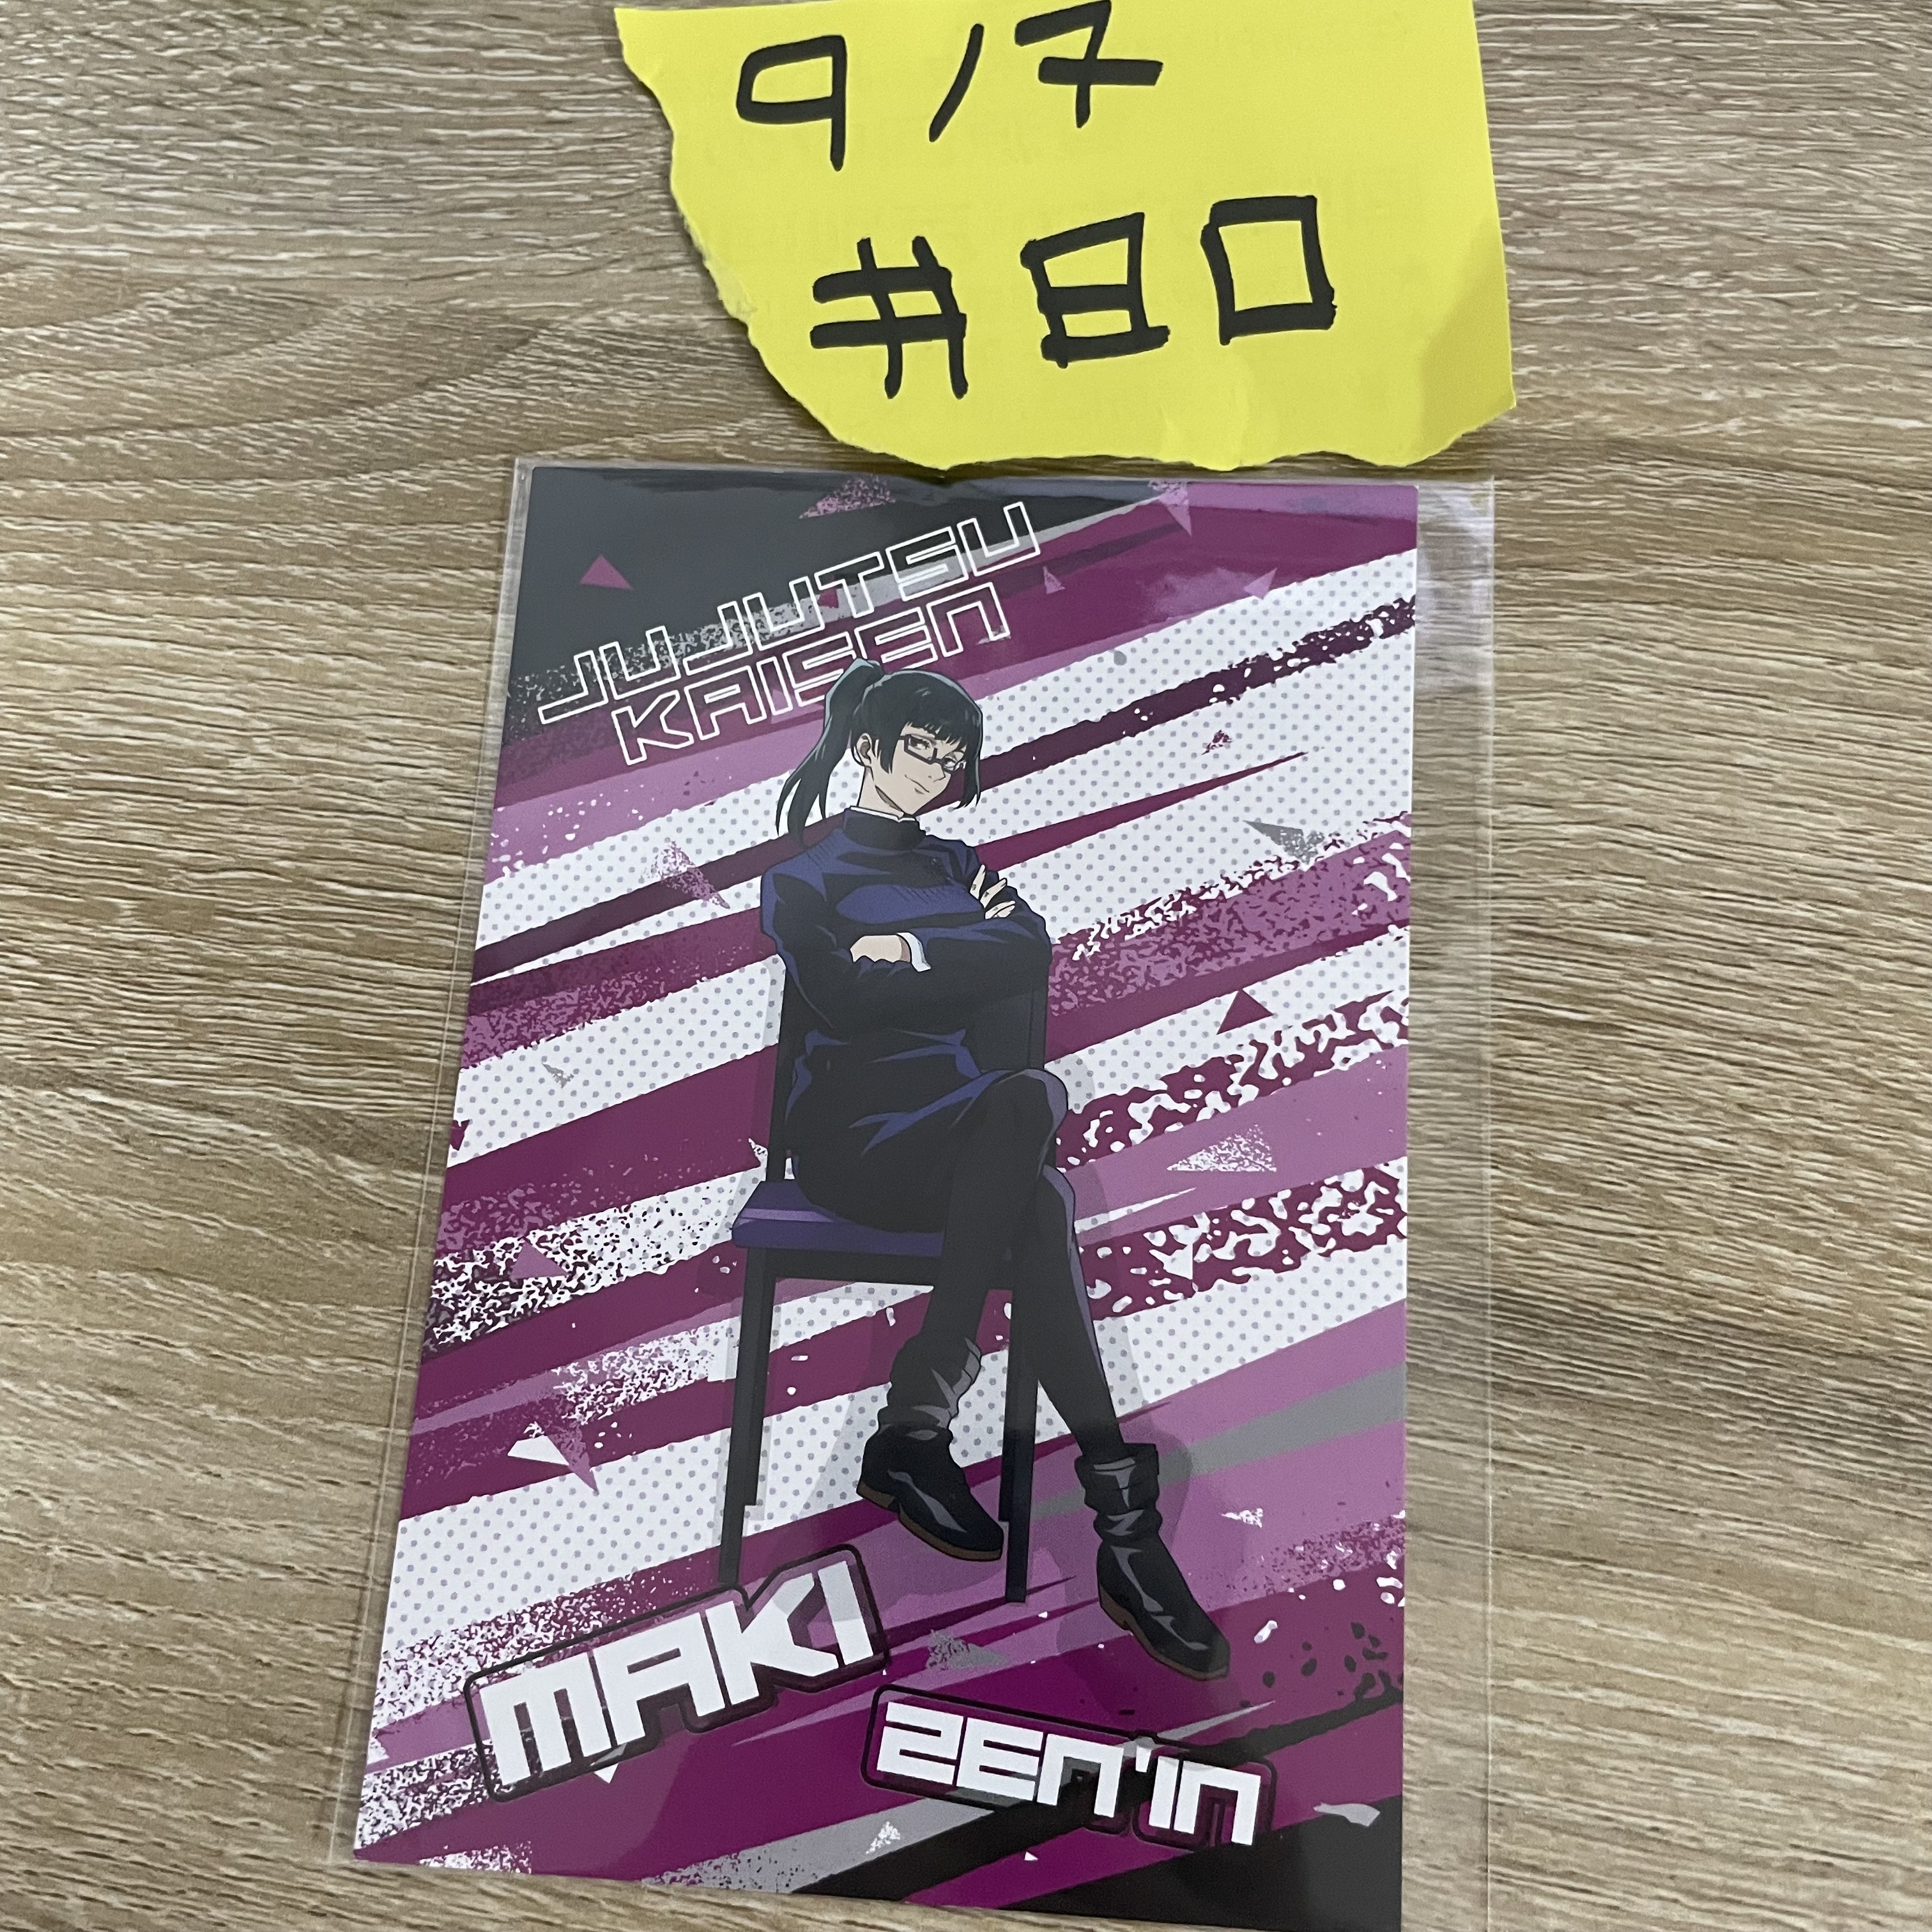 9/7
#80
JUJUTSU
KAISEN
MAKI
ZEN'IN